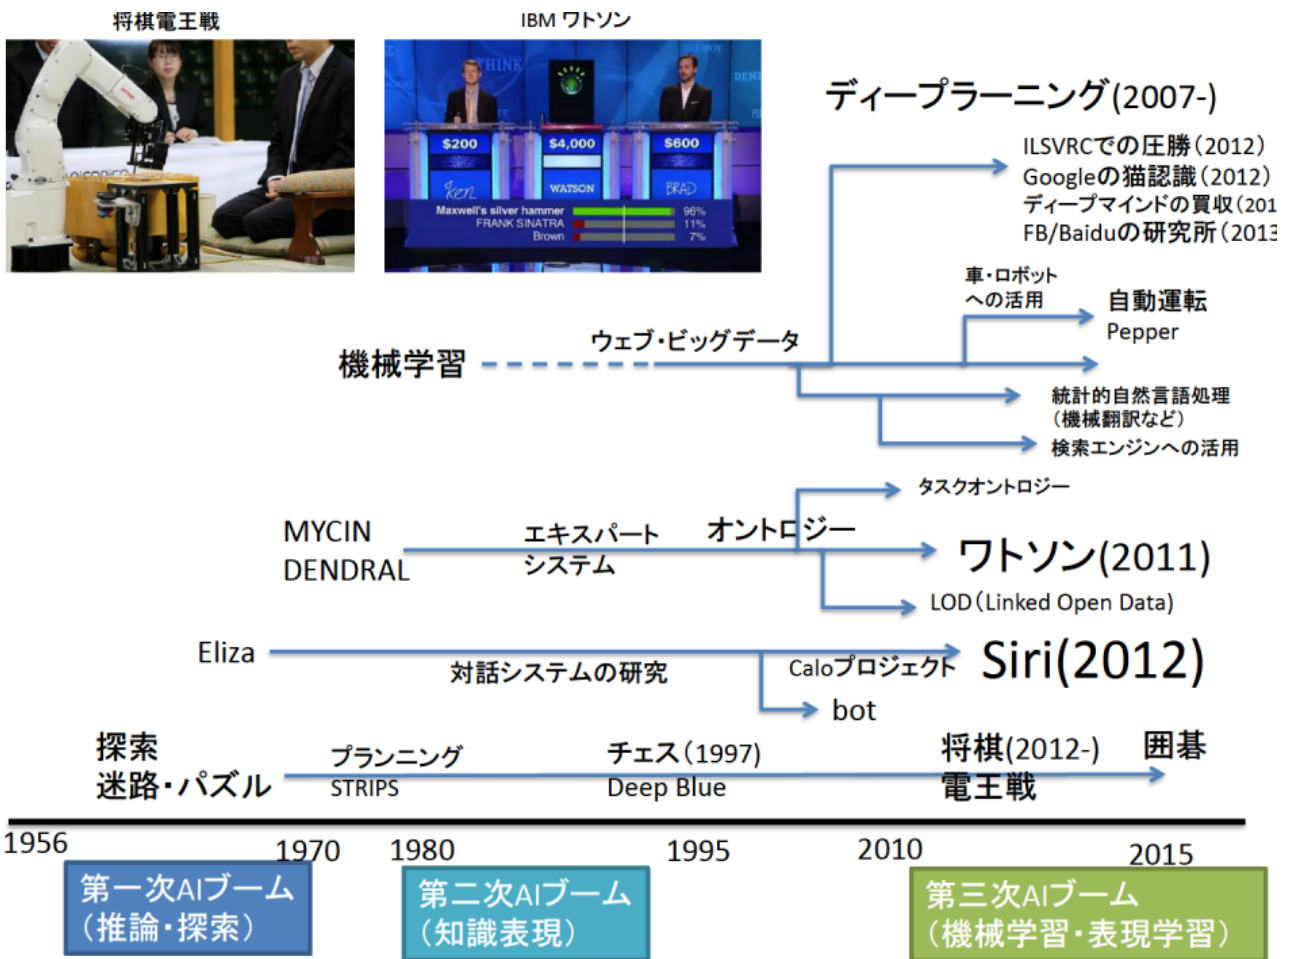 将棋電王戦
IBM ワトソン
THINK
$200
$4,000
$600
Ken
WATSON
BRAD
Maxwell's silver hammer 96%
FRANK SINATRA 11%
Brown 7%
ディープラーニング(2007-)
ILSVRCでの圧勝(2012)
Googleの猫認識(2012)
ディープマインドの買収(201
FB/Baiduの研究所(2013
車・ロボット
への活用
自動運転
Pepper
ウェブ・ビッグデータ
機械学習
統計的自然言語処理
(機械翻訳など)
検索エンジンへの活用
タスクオントロジー
MYCIN
DENDRAL
エキスパート
システム
オントロジー
ワトソン(2011)
LOD(Linked Open Data)
Eliza
対話システムの研究
Caloプロジェクト
Siri(2012)
bot
探索
迷路・パズル
プランニング
STRIPS
チェス(1997)
Deep Blue
将棋(2012-)
電王戦
囲碁
1956
1970
1980
1995
2010
2015
第一次AIブーム
(推論・探索)
第二次AIブーム
(知識表現)
第三次AIブーム
(機械学習・表現学習)